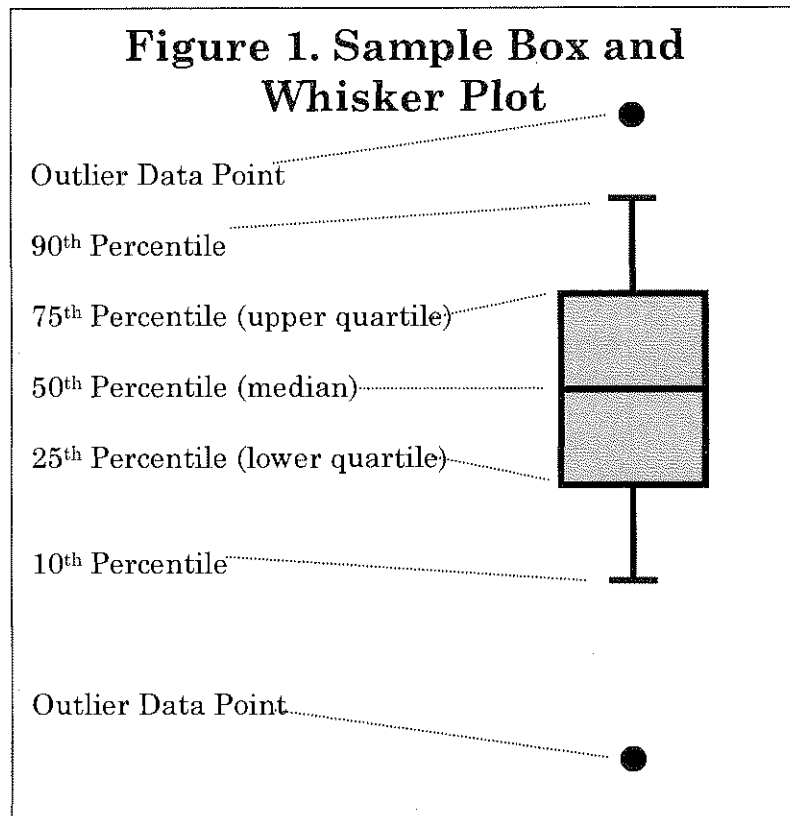 Figure 1. Sample Box and
Whisker Plot
Outlier Data Point
90th Percentile
75th Percentile (upper quartile)
50th Percentile (median)
25th Percentile (lower quartile)
10th Percentile
Outlier Data Point